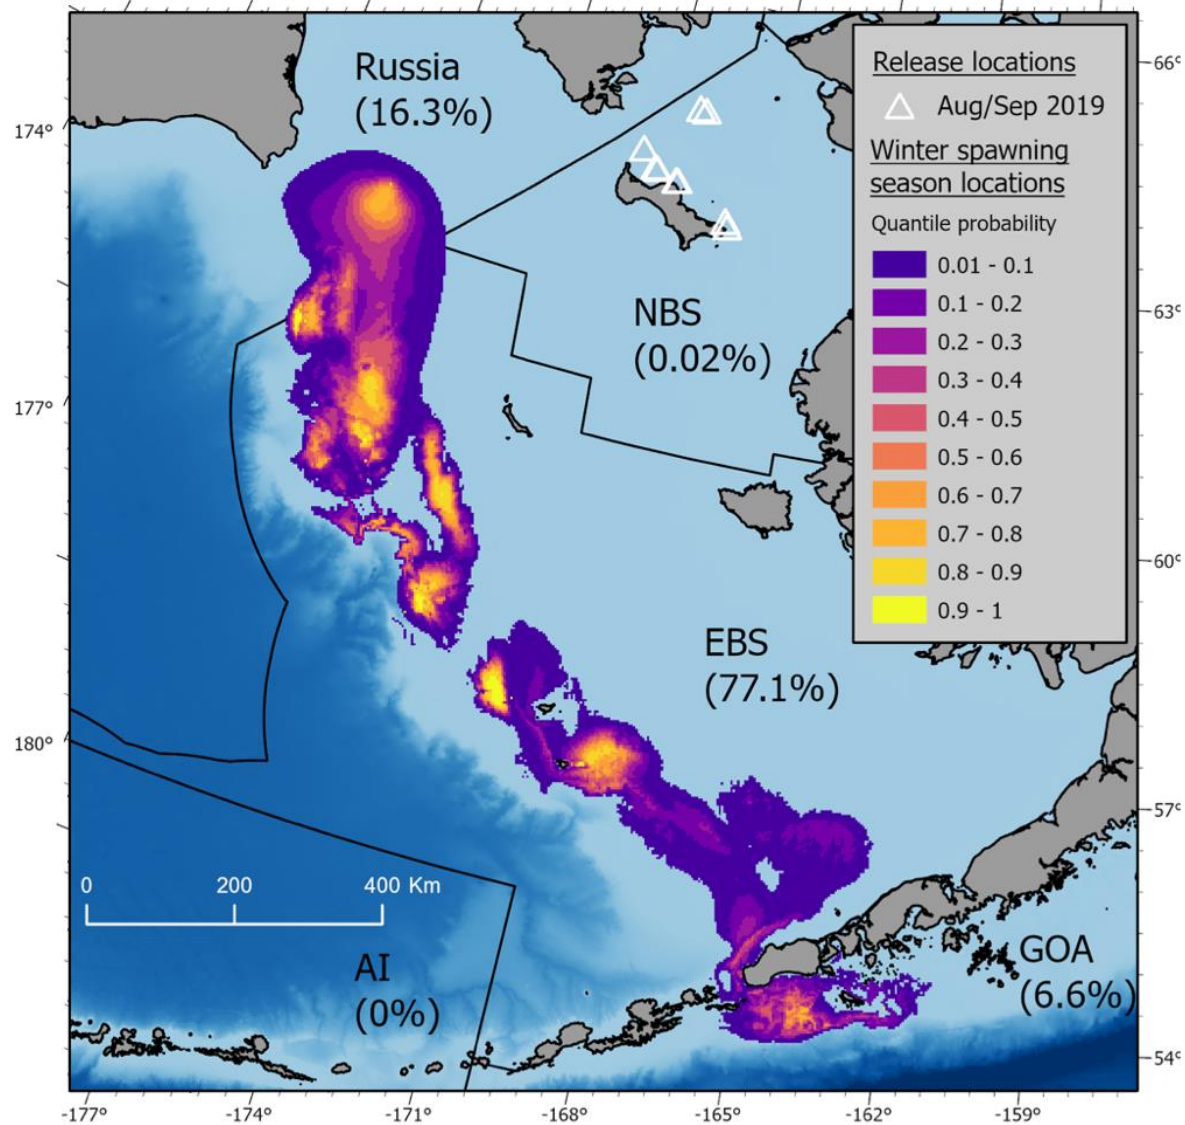 Russia
(16.3%)
NBS
(0.02%)
EBS
(77.1%)
GOA
(6.6%)
AI
(0%)
0 200 400 Km
Release locations
Aug/Sep 2019
Winter spawning
season locations
Quantile probability
0.01 - 0.1
0.1 - 0.2
0.2 - 0.3
0.3 - 0.4
0.4 - 0.5
0.5 - 0.6
0.6 - 0.7
0.7 - 0.8
0.8 - 0.9
0.9 - 1
174°
177°
180°
66°
63°
60°
57°
54°
-177° -174° -171° -168° -165° -162° -159°